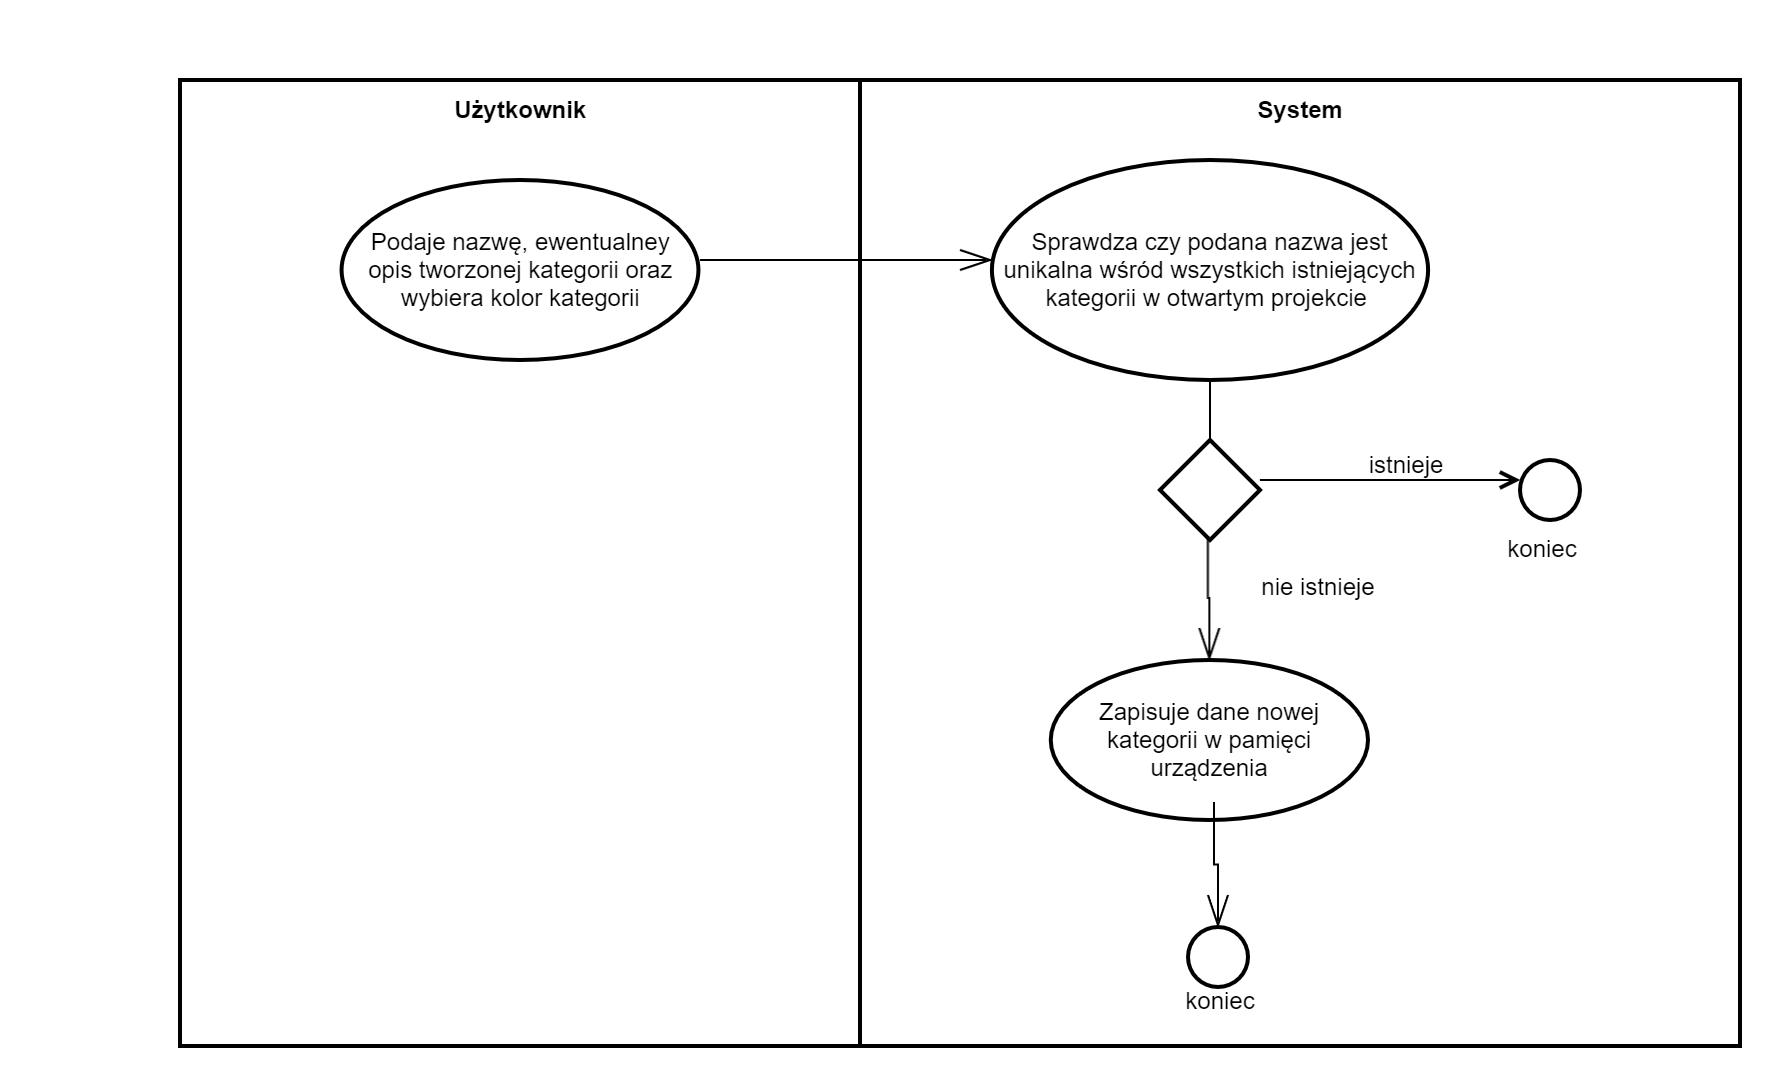 Użytkownik
System
Podaje nazwę, ewentualney
opis tworzonej kategorii oraz
wybiera kolor kategorii
Sprawdza czy podana nazwa jest
unikalna wśród wszystkich istniejących
kategorii w otwartym projekcie
istnieje
koniec
nie istnieje
Zapisuje dane nowej
kategorii w pamięci
urządzenia
koniec